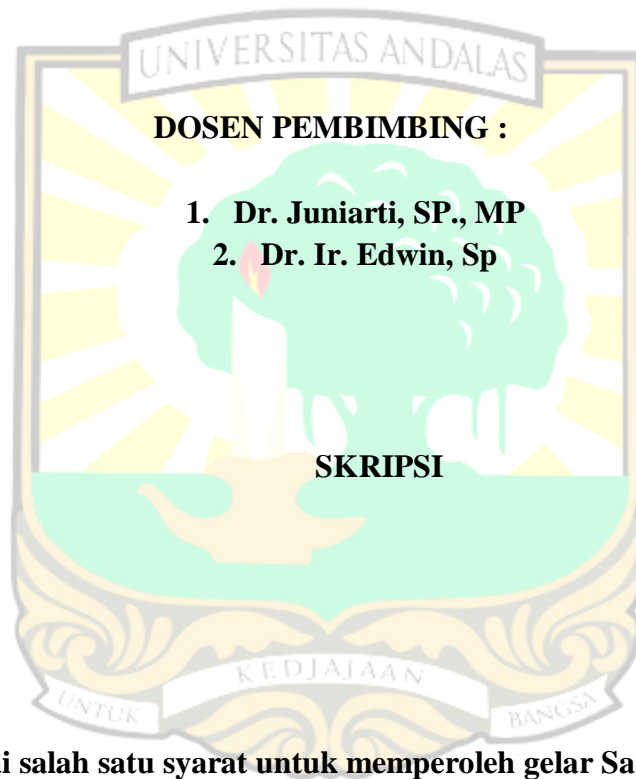 UNIVERSITAS ANDALAS
DOSEN PEMBIMBING :
1. Dr. Juniarti, SP., MP
2. Dr. Ir. Edwin, Sp
SKRIPSI
UNTUK KEDJAJAAN BANGSA
salah satu syarat untuk memperoleh gelar